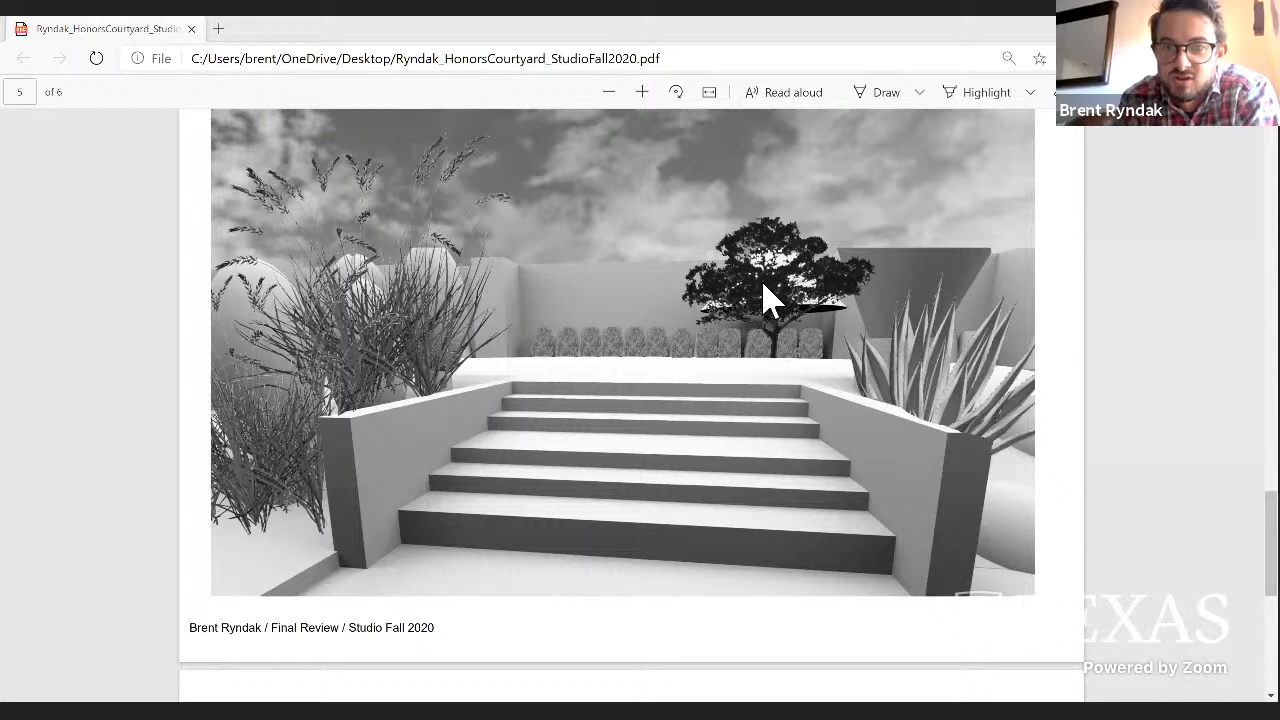 Ryndak_HonorsCourtyard_Studio
File C:/Users/brent/OneDrive/Desktop/Ryndak_HonorsCourtyard_StudioFall2020.pdf
5 of 6 Read aloud Draw Highlight
Brent Ryndak
Brent Ryndak / Final Review / Studio Fall 2020
EXAS
Powered by Zoom